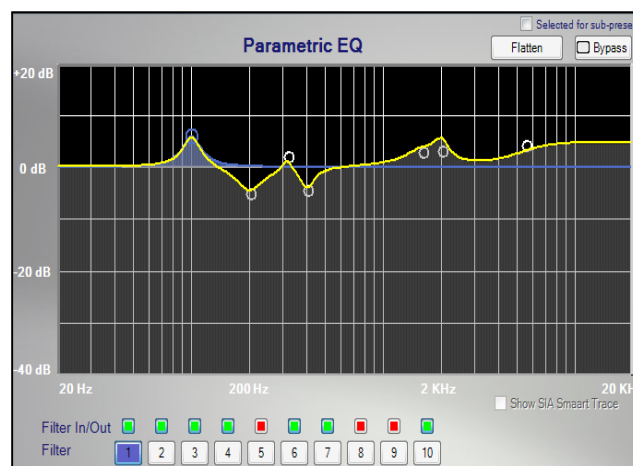 Selected for sub-prese
Parametric EQ
Flatten
Bypass
+20 dB
0 dB
-20 dB
-40 dB
20 Hz 200 Hz 2 KHz 20 KH
Show SIA Smaart Trace
Filter In/Out
Filter 1 2 3 4 5 6 7 8 9 10